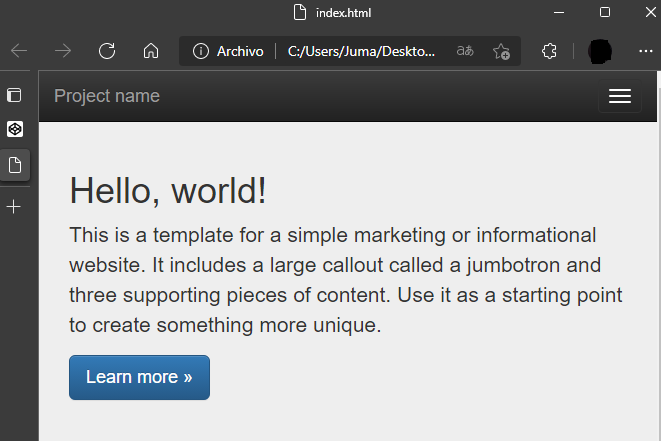 index.html
Archivo
C:/Users/Juma/Deskto...
aあ
Project name
Hello, world!
This is a template for a simple marketing or informational
website. It includes a large callout called a jumbotron and
three supporting pieces of content. Use it as a starting point
to create something more unique.
Learn more »